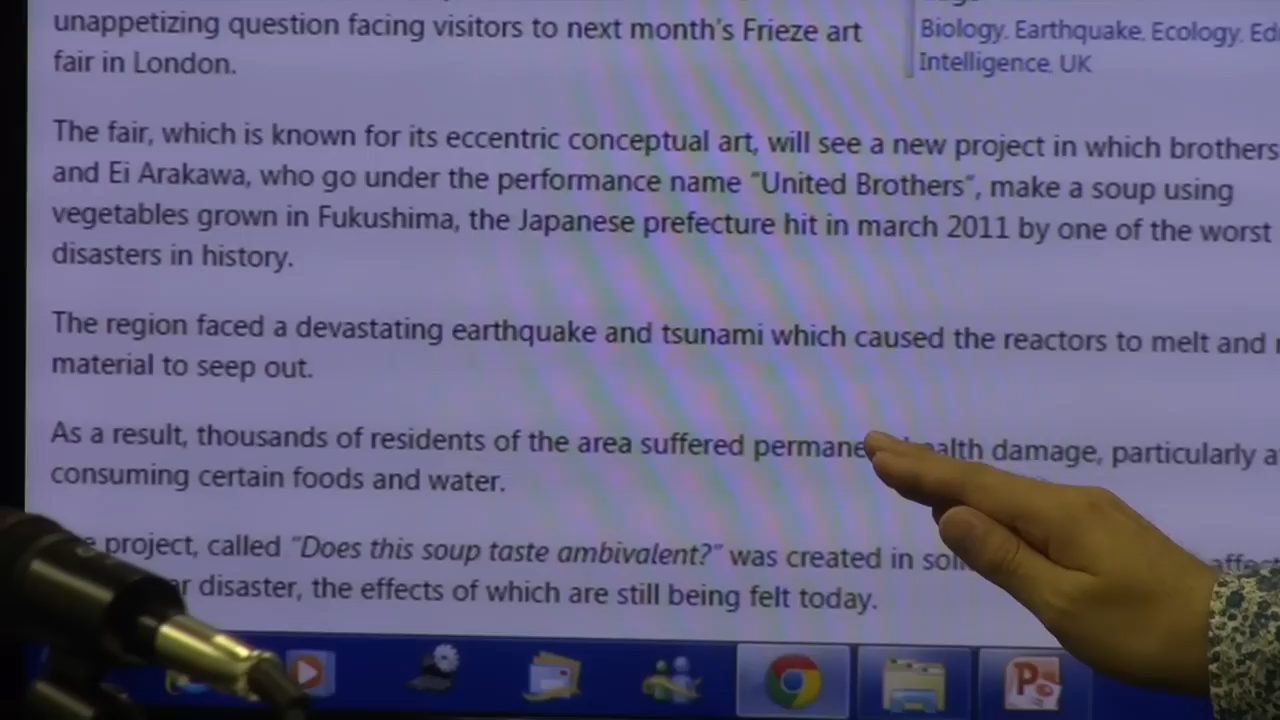 unappetizing question facing visitors to next month's Frieze art
fair in London.
Biology, Earthquake, Ecology,
Intelligence, UK
The fair, which is known for its eccentric conceptual art, will see a new project in which brothers
and Ei Arakawa, who go under the performance name "United Brothers", make a soup using
vegetables grown in Fukushima, the Japanese prefecture hit in march 2011 by one of the worst
disasters in history.
The region faced a devastating earthquake and tsunami which caused the reactors to melt and
material to seep out.
As a result, thousands of residents of the area suffered damage, particularly
consuming certain foods and water.
project, called "Does this soup taste ambivalent?" was created in
disaster, the effects of which are still being felt today.